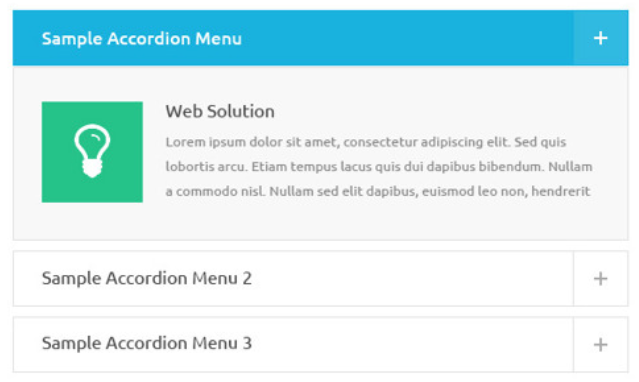 Sample Accordion Menu +
Web Solution
Lorem ipsum dolor sit amet, consectetur adipiscing elit. Sed quis
lobortis arcu. Etiam tempus lacus quis dui dapibus bibendum. Nullam
a commodo nisl. Nullam sed elit dapibus, euismod leo non, hendrerit
Sample Accordion Menu 2 +
Sample Accordion Menu 3 +